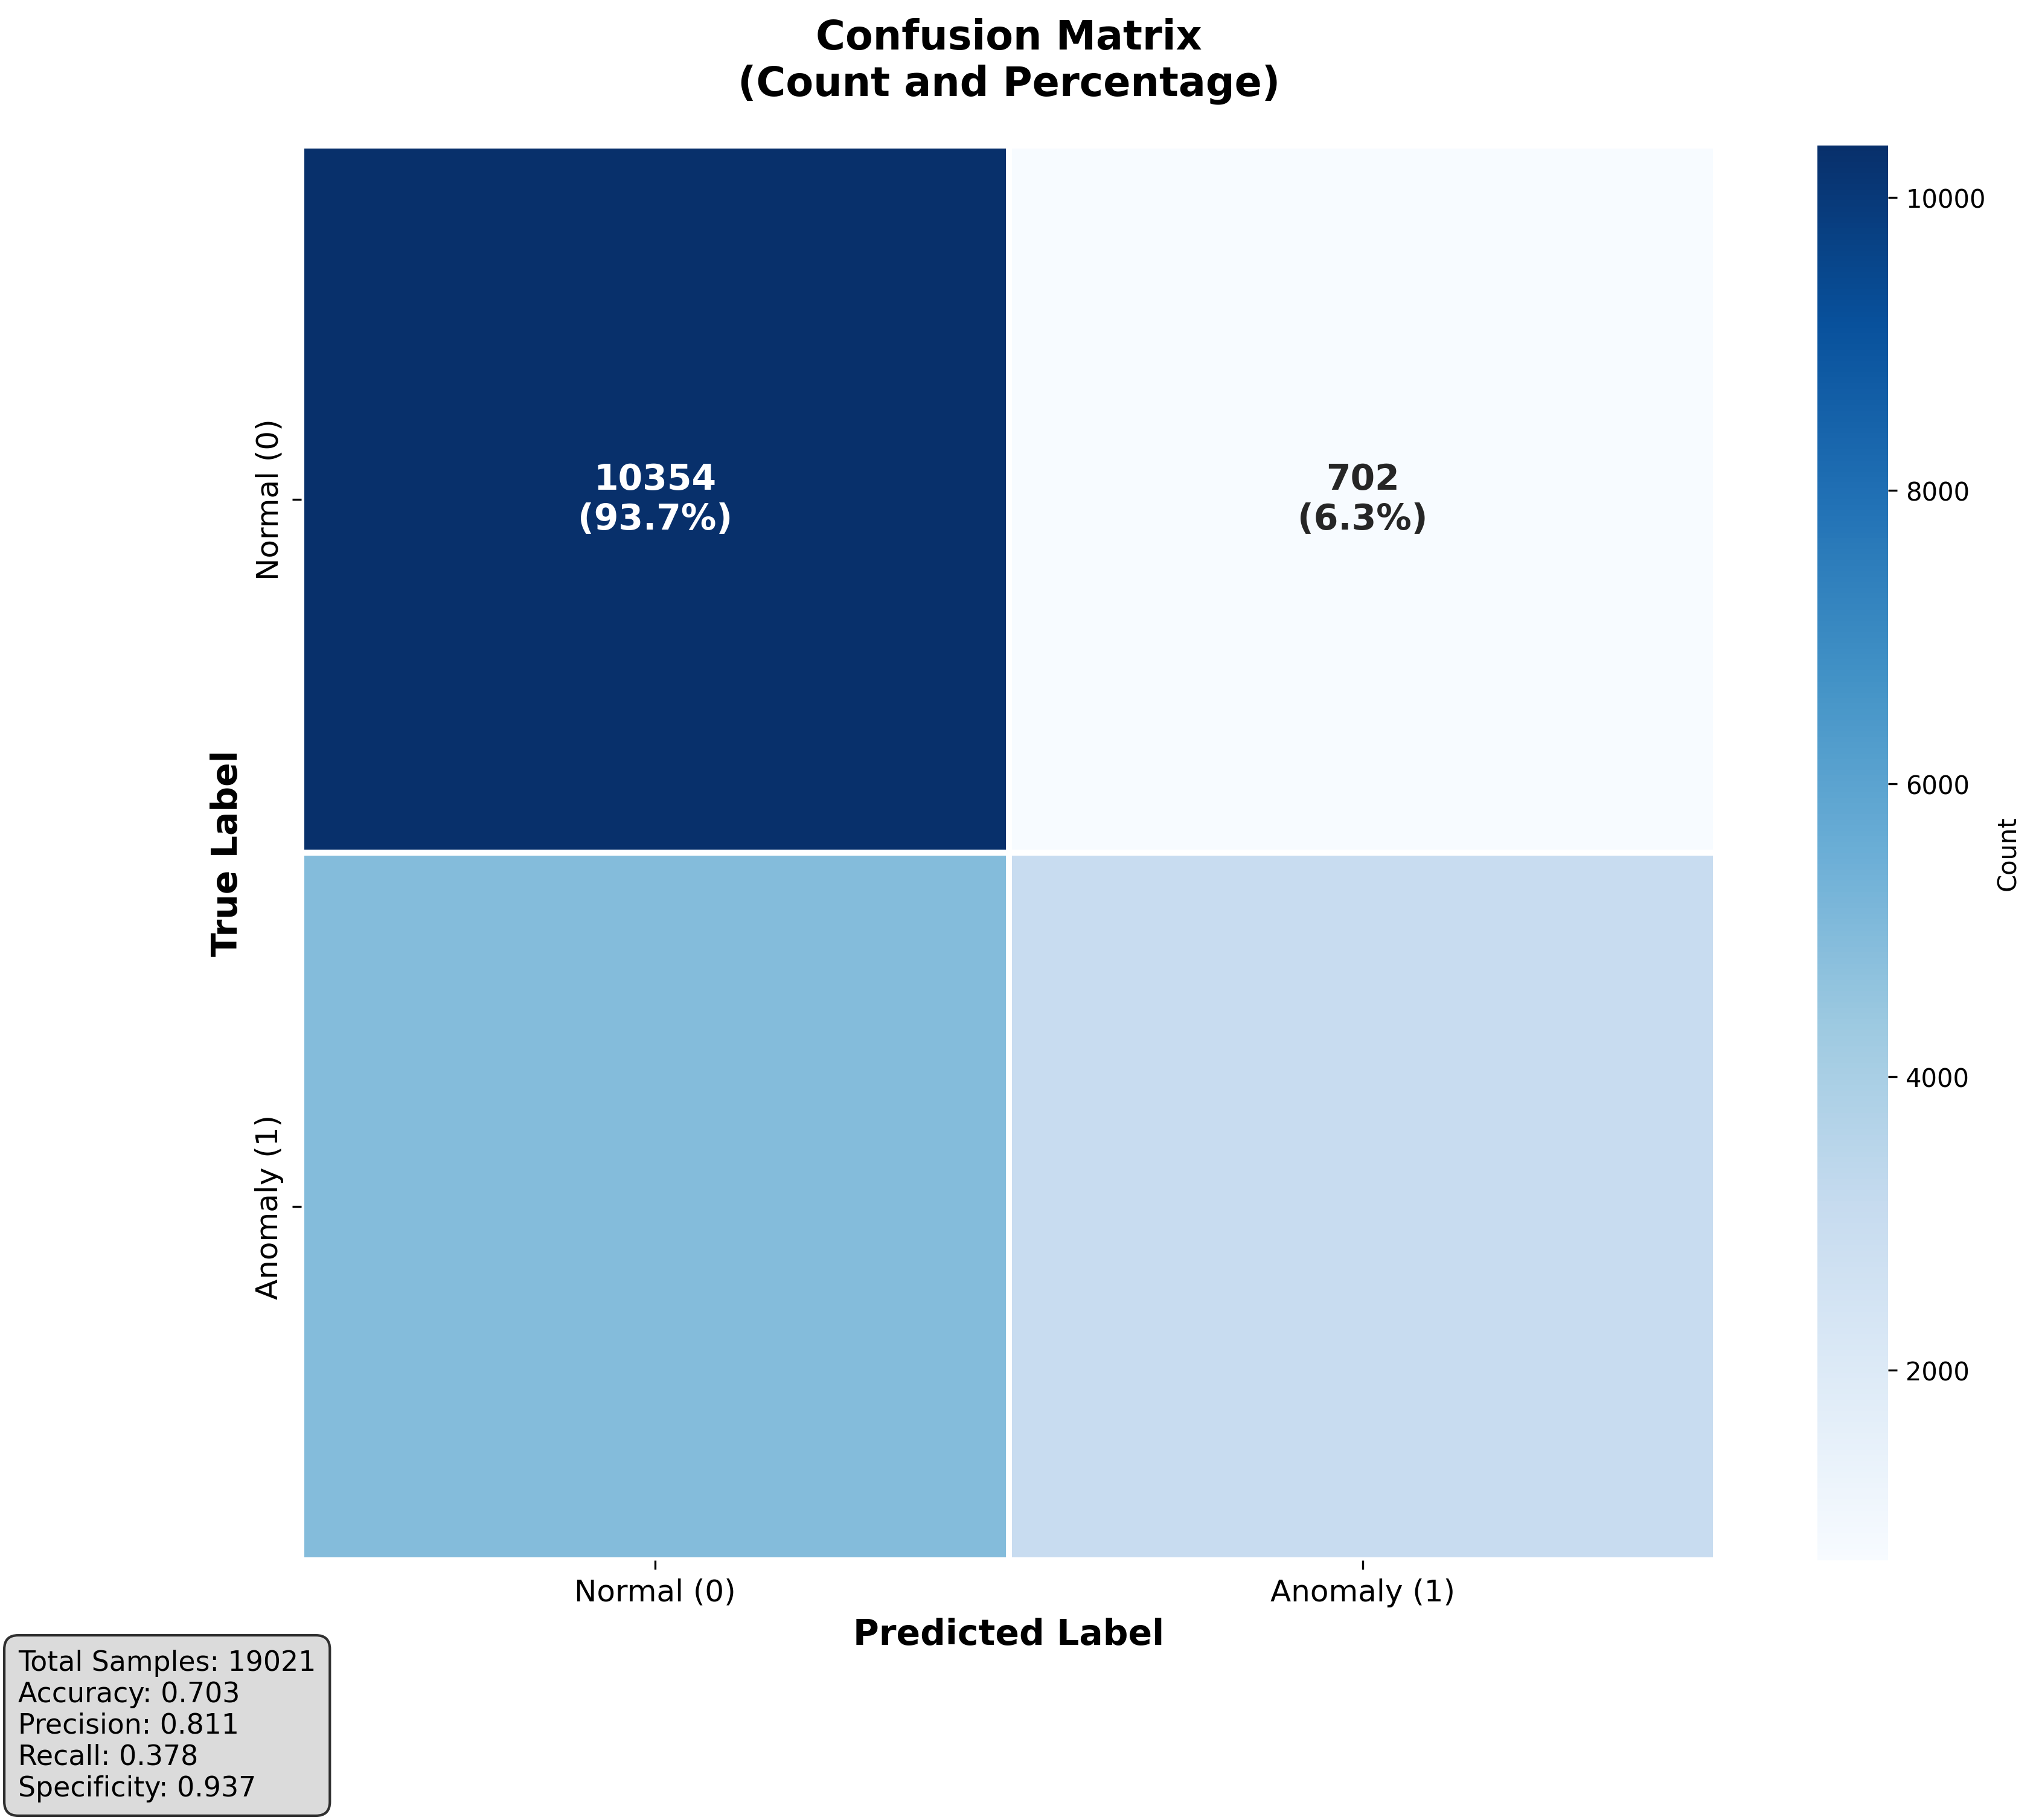 Confusion Matrix
(Count and Percentage)
10354
(93.7%)
702
(6.3%)
Normal (0)
Anomaly (1)
True Label
Normal (0)
Anomaly (1)
Predicted Label
10000
8000
6000
4000
2000
Count
Total Samples: 19021
Accuracy: 0.703
Precision: 0.811
Recall: 0.378
Specificity: 0.937